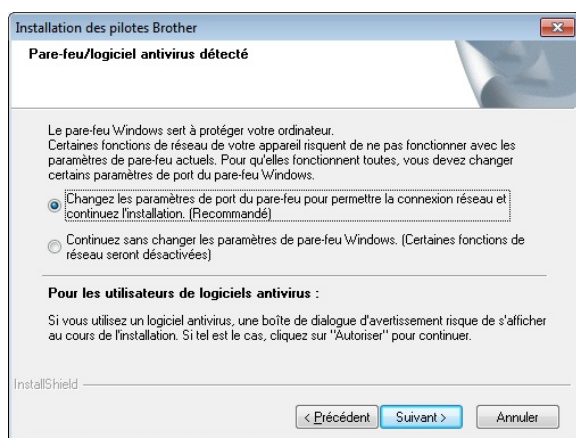 Installation des pilotes Brother
Pare-feu/logiciel antivirus détecté
Le pare-feu Windows sert à protéger votre ordinateur.
Certaines fonctions de réseau de votre appareil risquent de ne pas fonctionner avec les
paramètres de pare-feu actuels. Pour qu'elles fonctionnent toutes, vous devez changer
certains paramètres de port du pare-feu Windows.
Changez les paramètres de port du pare-feu pour permettre la connexion réseau et
continuez l'installation. (Recommandé)
Continuez sans changer les paramètres de pare-feu Windows. (Certaines fonctions de
réseau seront désactivées)
Pour les utilisateurs de logiciels antivirus :
Si vous utilisez un logiciel antivirus, une boîte de dialogue d'avertissement risque de s'afficher
au cours de l'installation. Si tel est le cas, cliquez sur "Autoriser" pour continuer.
InstallShield
< Précédent Suivant > Annuler